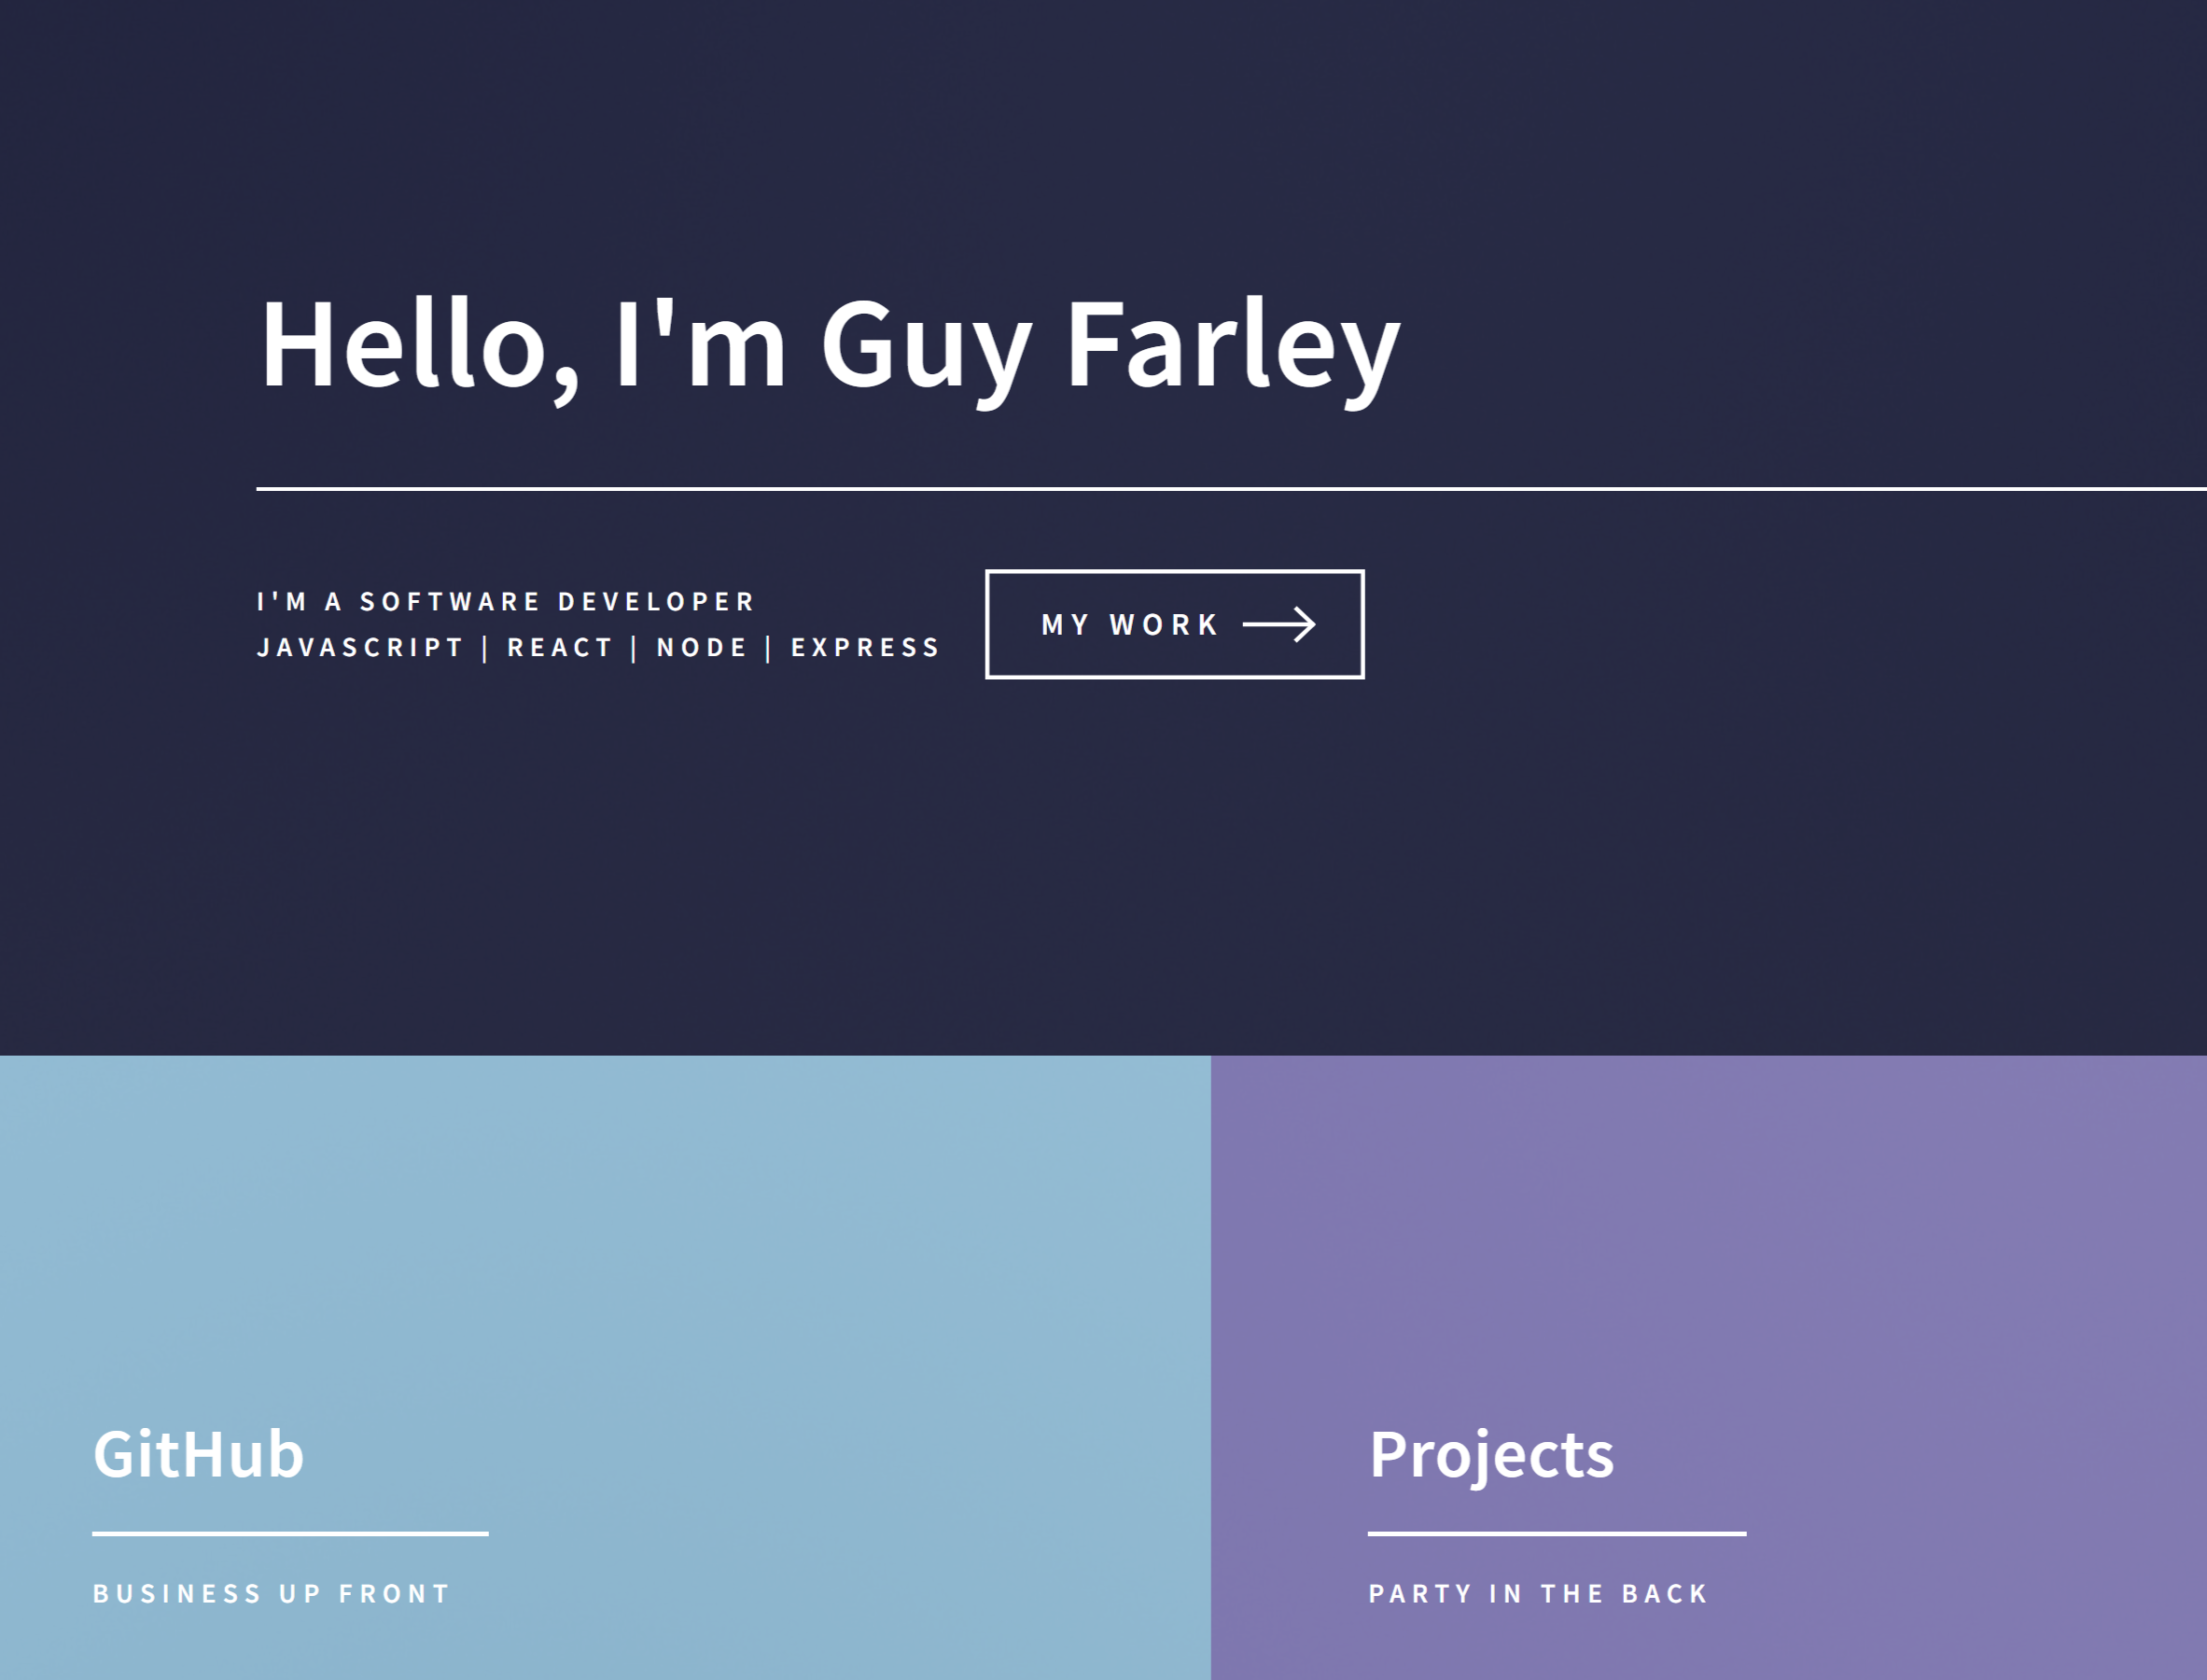 Hello, I'm Guy Farley
I'M A SOFTWARE DEVELOPER
JAVASCRIPT | REACT | NODE | EXPRESS
MY WORK
GitHub
BUSINESS UP FRONT
Projects
PARTY IN THE BACK